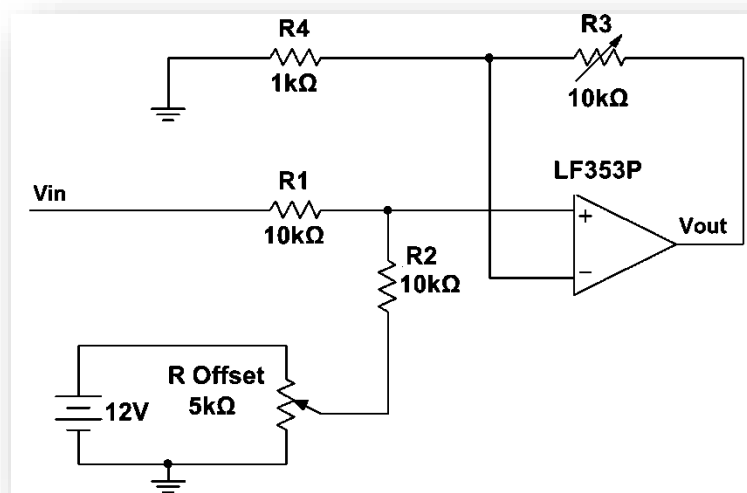 R4
1kΩ
R3
10kΩ
LF353P
Vin
R1
10kΩ
+
−
Vout
R2
10kΩ
R Offset
5kΩ
12V